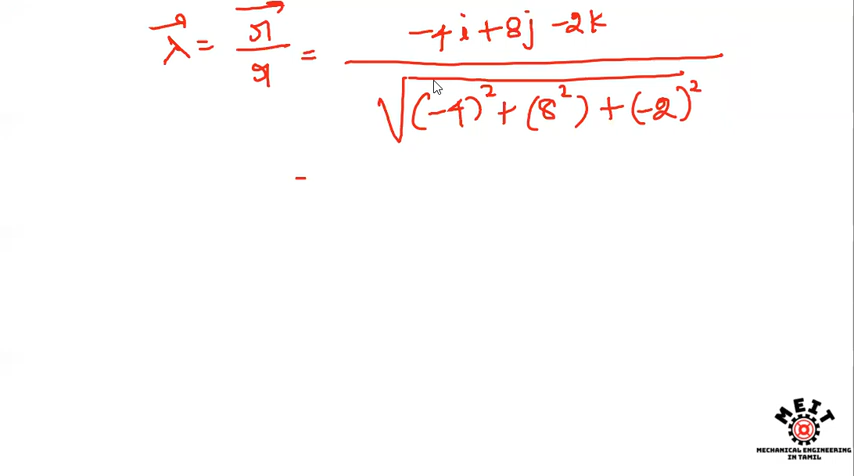 λ⃗ = r⃗ / r = (-4i + 8j - 2k) / √((-4)² + (8²) + (-2)²)
=
MEIT
MECHANICAL ENGINEERING
IN TAMIL